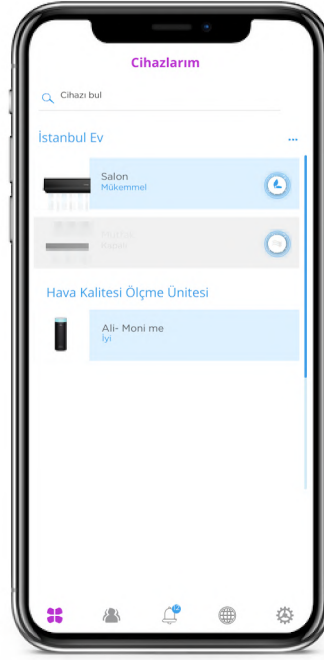 Cihazlarım
Cihazı bul
İstanbul Ev
Salon
Mükemmel
Hava Kalitesi Ölçme Ünitesi
Ali- Moni me
İyi